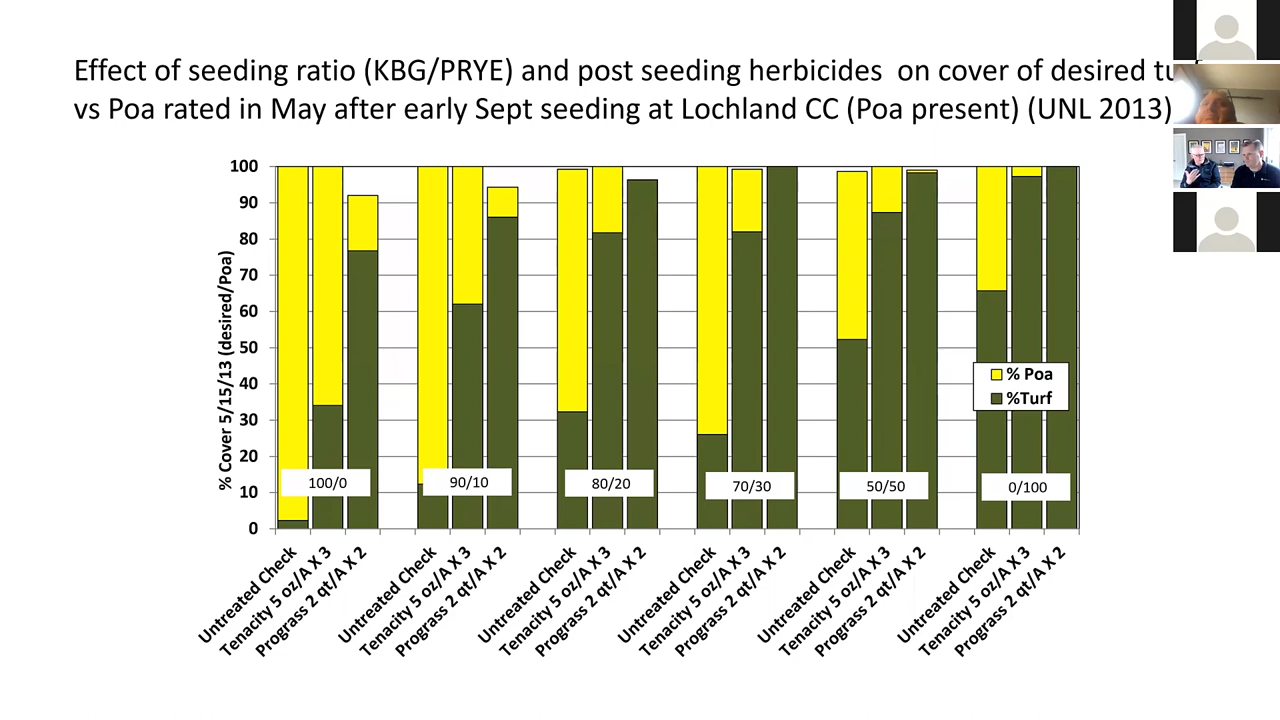 Effect of seeding ratio (KBG/PRYE) and post seeding herbicides on cover of desired
vs Poa rated in May after early Sept seeding at Lochland CC (Poa present) (UNL 2013)
% Cover 5/15/13 (desired/Poa)
100
90
80
70
60
50
40
30
20
10
0
% Poa
%Turf
100/0
90/10
80/20
70/30
50/50
0/100
Untreated Check
Tenacity 5 oz/A X 3
Prograss 2 qt/A X 2
Untreated Check
Tenacity 5 oz/A X 3
Prograss 2 qt/A X 2
Untreated Check
Tenacity 5 oz/A X 3
Prograss 2 qt/A X 2
Untreated Check
Tenacity 5 oz/A X 3
Prograss 2 qt/A X 2
Untreated Check
Tenacity 5 oz/A X 3
Prograss 2 qt/A X 2
Untreated Check
Tenacity 5 oz/A X 3
Prograss 2 qt/A X 2